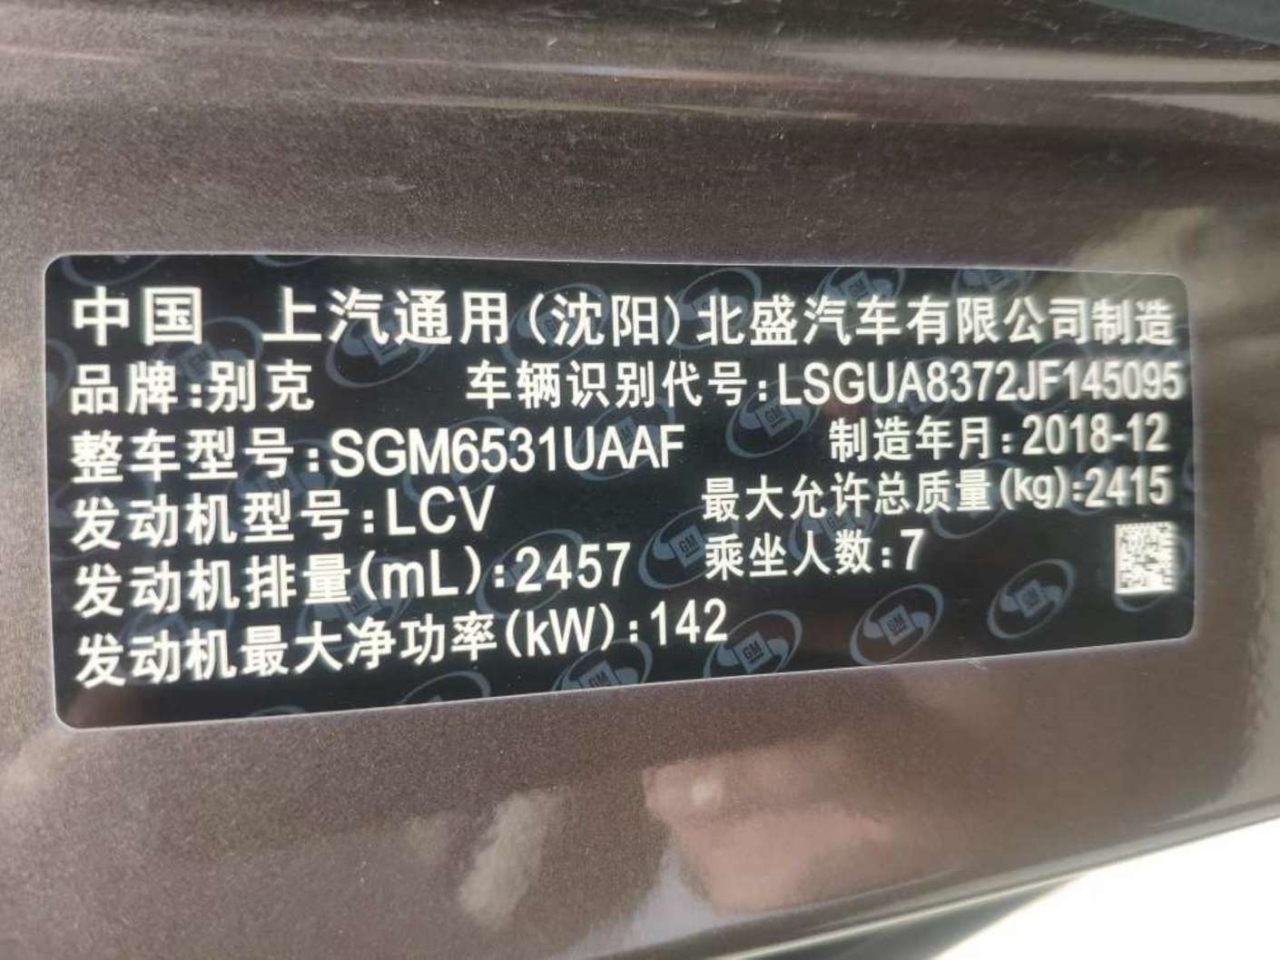 中国 上汽通用(沈阳)北盛汽车有限公司制造
品牌:别克 车辆识别代号:LSGUA8372JF145095
整车型号:SGM6531UAAF 制造年月:2018-12
发动机型号:LCV 最大允许总质量(kg):2415
发动机排量(mL):2457 乘坐人数:7
发动机最大净功率(kW):142